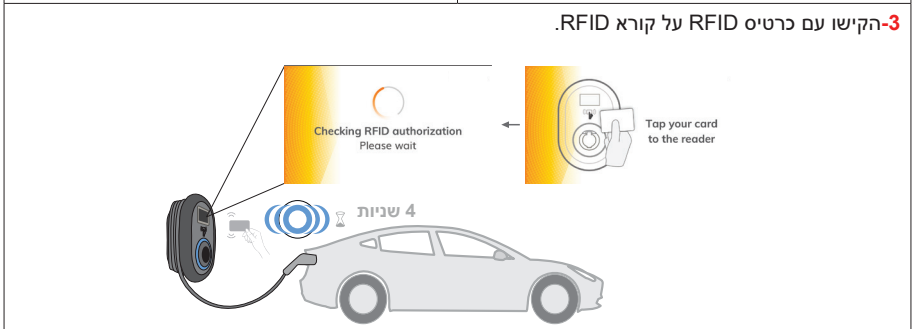 3-הקישו עם כרטיס RFID על קורא RFID.
Tap your card
to the reader
Checking RFID authorization
Please wait
4 שניות